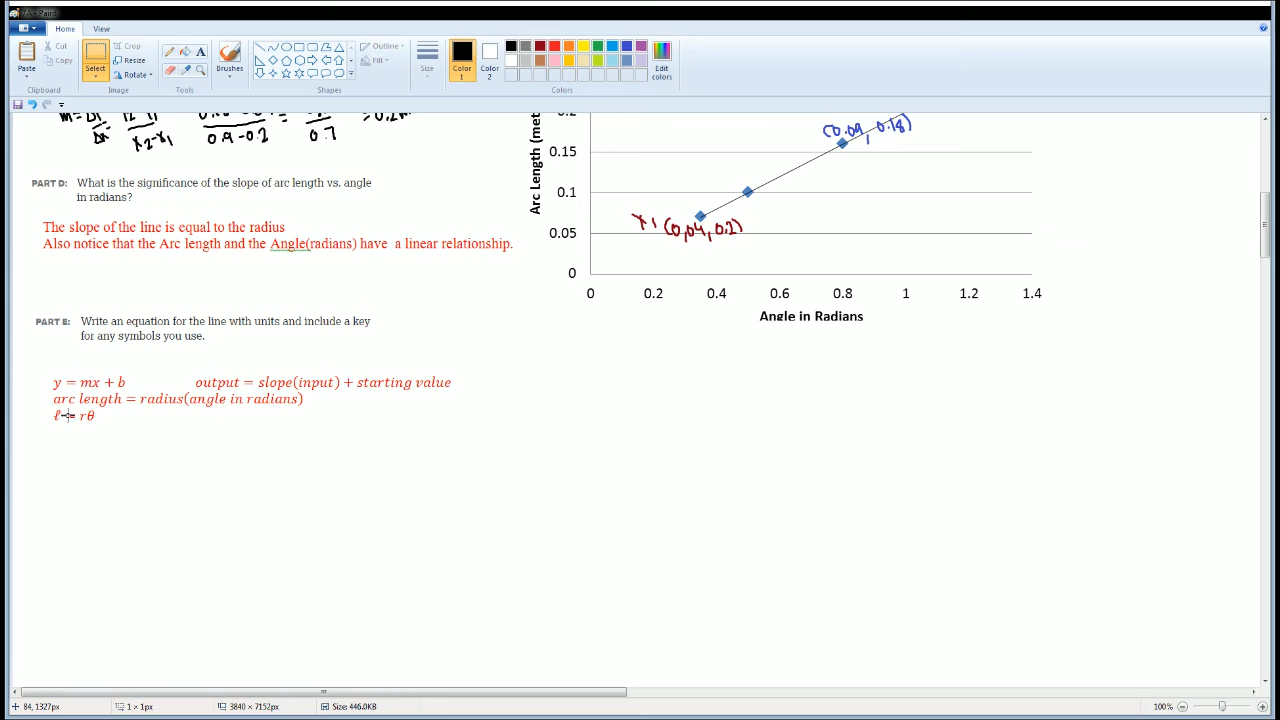 Home View
Paste
Cut
Copy
Clipboard
Select
Crop
Resize
Rotate
Image
Tools
Brushes
Outline
Fill
Shapes
Size
Color 1
Color 2
Edit colors
Colors
0.9-0.2
0.7
x2-x1
PART D: What is the significance of the slope of arc length vs. angle
in radians?
The slope of the line is equal to the radius
Also notice that the Arc length and the Angle(radians) have a linear relationship.
PART E: Write an equation for the line with units and include a key
for any symbols you use.
y = mx + b output = slope(input) + starting value
arc length = radius(angle in radians)
ℓ = rθ
Arc Length (met
0.15
0.1
0.05
0
(0.09, 0.18)
x1 (0,04, 0.2)
0 0.2 0.4 0.6 0.8 1 1.2 1.4
Angle in Radians
84, 1327px
1 × 1px
3840 × 7152px
Size: 446.0KB
100%